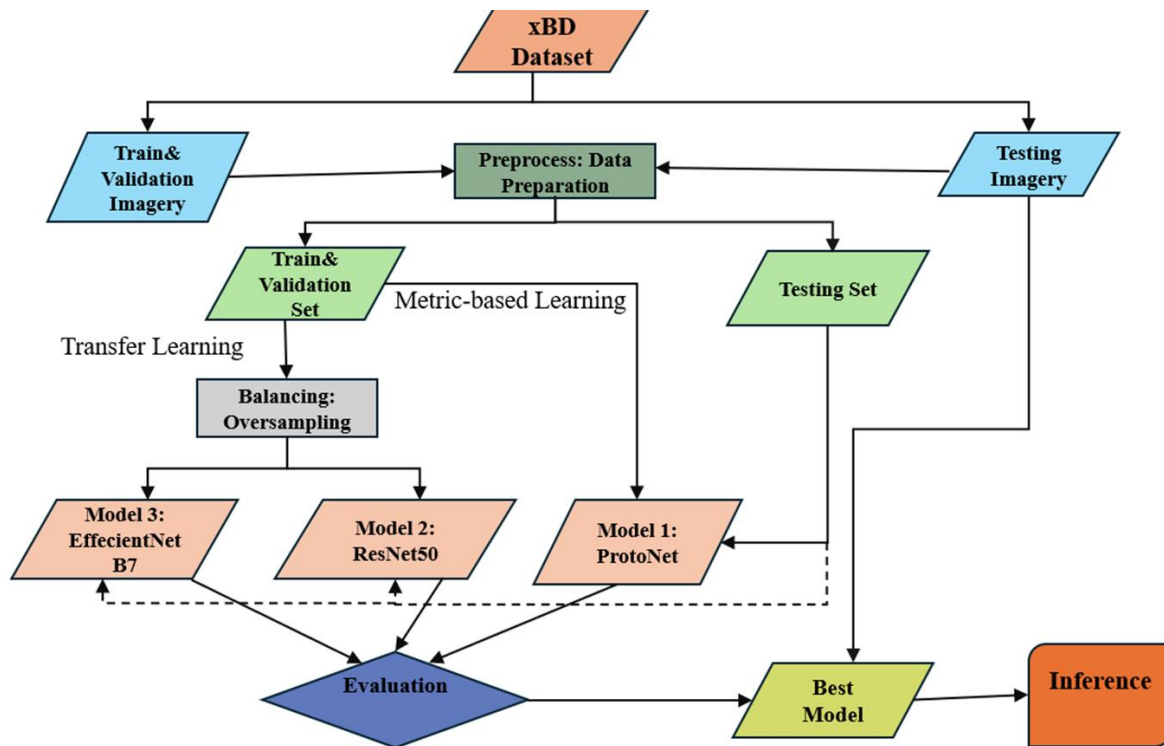 xBD
Dataset
Train&
Validation
Imagery
Preprocess: Data
Preparation
Testing
Imagery
Train&
Validation
Set
Metric-based Learning
Testing Set
Transfer Learning
Balancing:
Oversampling
Model 3:
EffecientNet
B7
Model 2:
ResNet50
Model 1:
ProtoNet
Evaluation
Best
Model
Inference